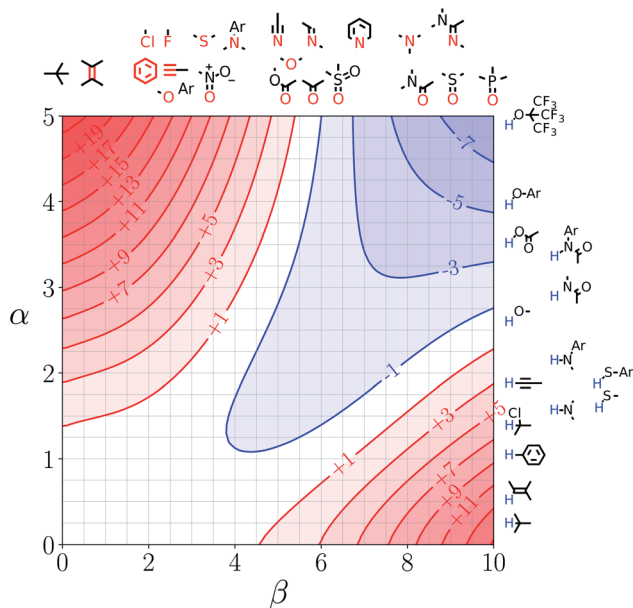 Ar N
Cl F S N N N N N N
+ O O O
N − O S N S P
O Ar O O O O O O O
5 +19 -7 H O CF3
+17 CF3
+15 CF3
+13 -5 H O-Ar
4 +11
+5 H O Ar
O H N O
+9 +3 -3
3 +7 N
H O
α +1 H O-
Ar
H-N
2 -1 H H S-Ar
S
+5 Cl H-N H
+3 H
1 +1 H
+7
+9 H
+11
0 H
0 2 4 6 8 10
β